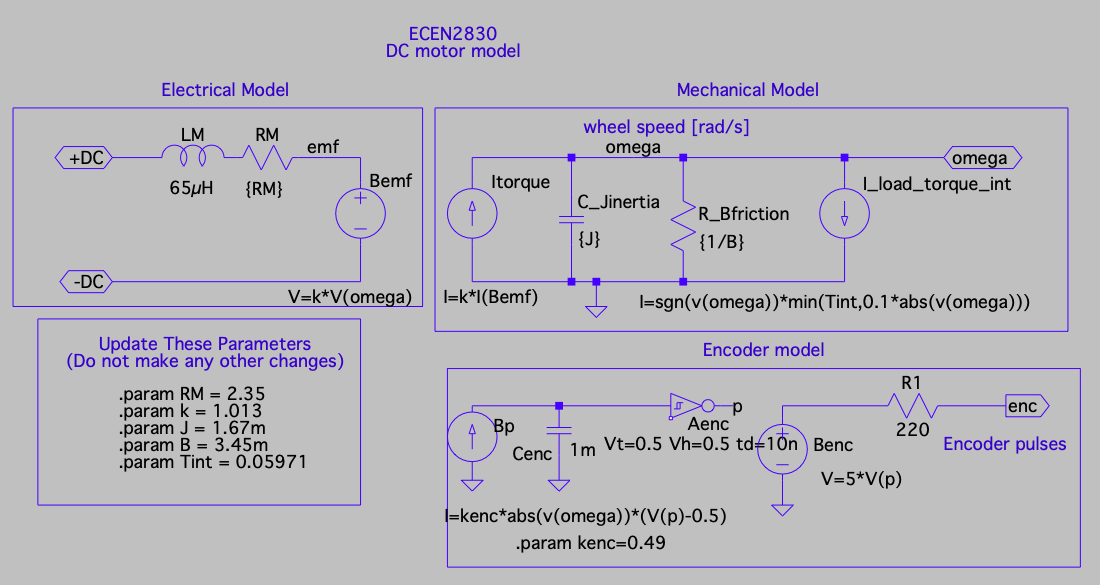 ECEN2830
DC motor model
Electrical Model
LM
RM
emf
+DC
65µH
{RM}
Bemf
-DC
V=k*V(omega)
Mechanical Model
wheel speed [rad/s]
omega
omega
Itorque
I_load_torque_int
C_Jinertia
R_Bfriction
{J}
{1/B}
I=k*I(Bemf)
I=sgn(v(omega))*min(Tint,0.1*abs(v(omega)))
Update These Parameters
(Do not make any other changes)
.param RM = 2.35
.param k = 1.013
.param J = 1.67m
.param B = 3.45m
.param Tint = 0.05971
Encoder model
R1
p
enc
Bp
Aenc
220
Cenc
1m
Vt=0.5 Vh=0.5 td=10n
Benc
Encoder pulses
V=5*V(p)
I=kenc*abs(v(omega))*(V(p)-0.5)
.param kenc=0.49